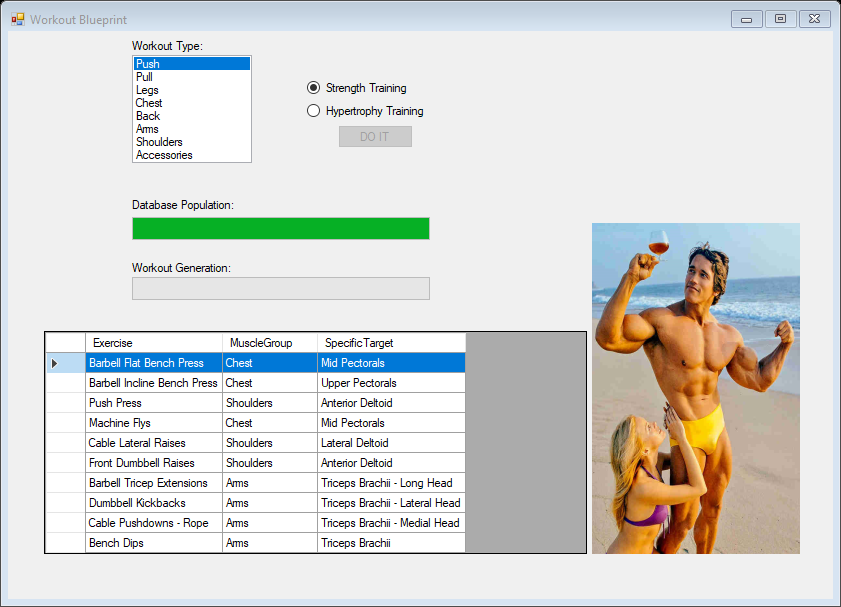 Workout Blueprint
Workout Type:
Push
Pull
Legs
Chest
Back
Arms
Shoulders
Accessories
Strength Training
Hypertrophy Training
DO IT
Database Population:
Workout Generation:
Exercise MuscleGroup SpecificTarget
Barbell Flat Bench Press Chest Mid Pectorals
Barbell Incline Bench Press Chest Upper Pectorals
Push Press Shoulders Anterior Deltoid
Machine Flys Chest Mid Pectorals
Cable Lateral Raises Shoulders Lateral Deltoid
Front Dumbbell Raises Shoulders Anterior Deltoid
Barbell Tricep Extensions Arms Triceps Brachii - Long Head
Dumbbell Kickbacks Arms Triceps Brachii - Lateral Head
Cable Pushdowns - Rope Arms Triceps Brachii - Medial Head
Bench Dips Arms Triceps Brachii